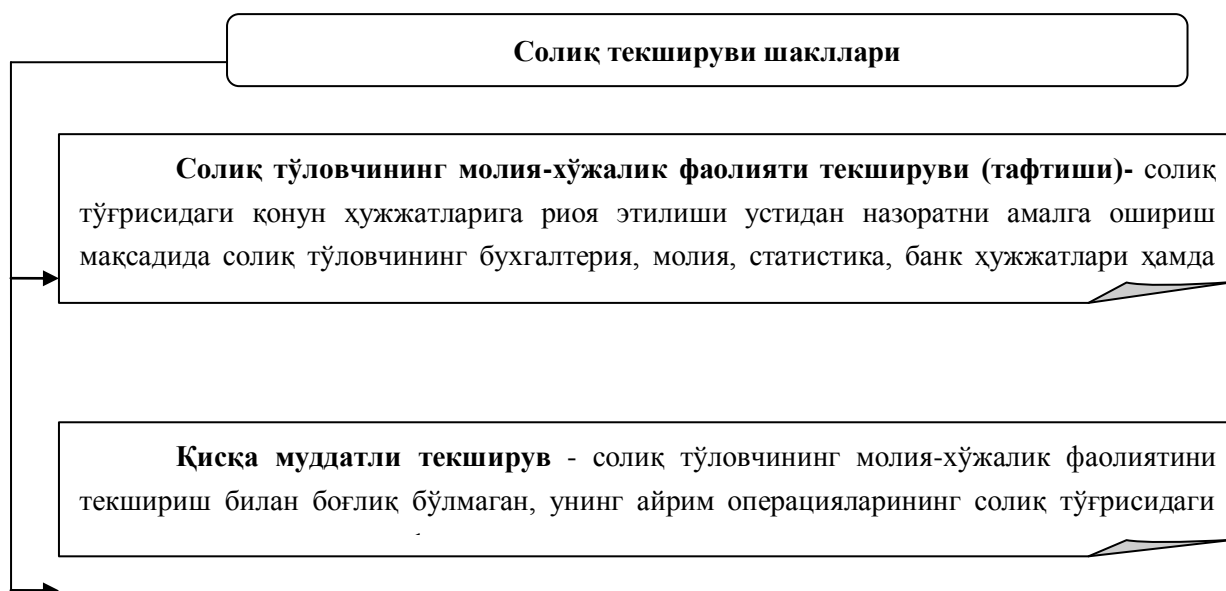 Солиқ текшируви шакллари
Солиқ тўловчининг молия-хўжалик фаолияти текшируви (тафтиши)- солиқ
тўғрисидаги қонун ҳужжатларига риоя этилиши устидан назоратни амалга ошириш
мақсадида солиқ тўловчининг бухгалтерия, молия, статистика, банк ҳужжатлари ҳамда
Қисқа муддатли текширув - солиқ тўловчининг молия-хўжалик фаолиятини
текшириш билан боғлиқ бўлмаган, унинг айрим операцияларининг солиқ тўғрисидаги